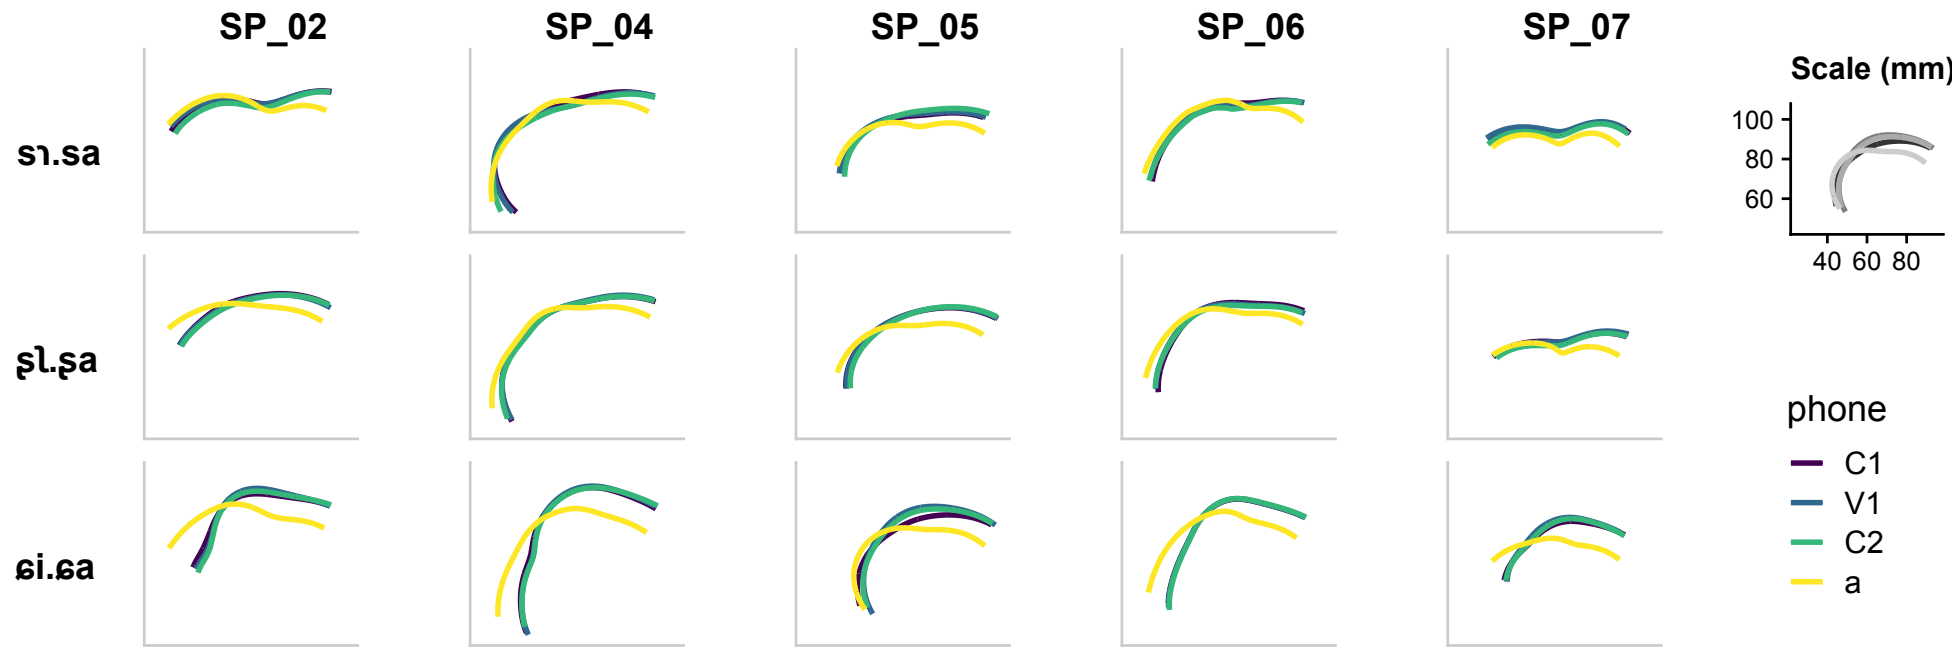 SP_02 SP_04 SP_05 SP_06 SP_07
Scale (mm)
100
80
60
40 60 80
sɿ.sa
ʂʅ.ʂa
ɕi.ɕa
phone
C1
V1
C2
a